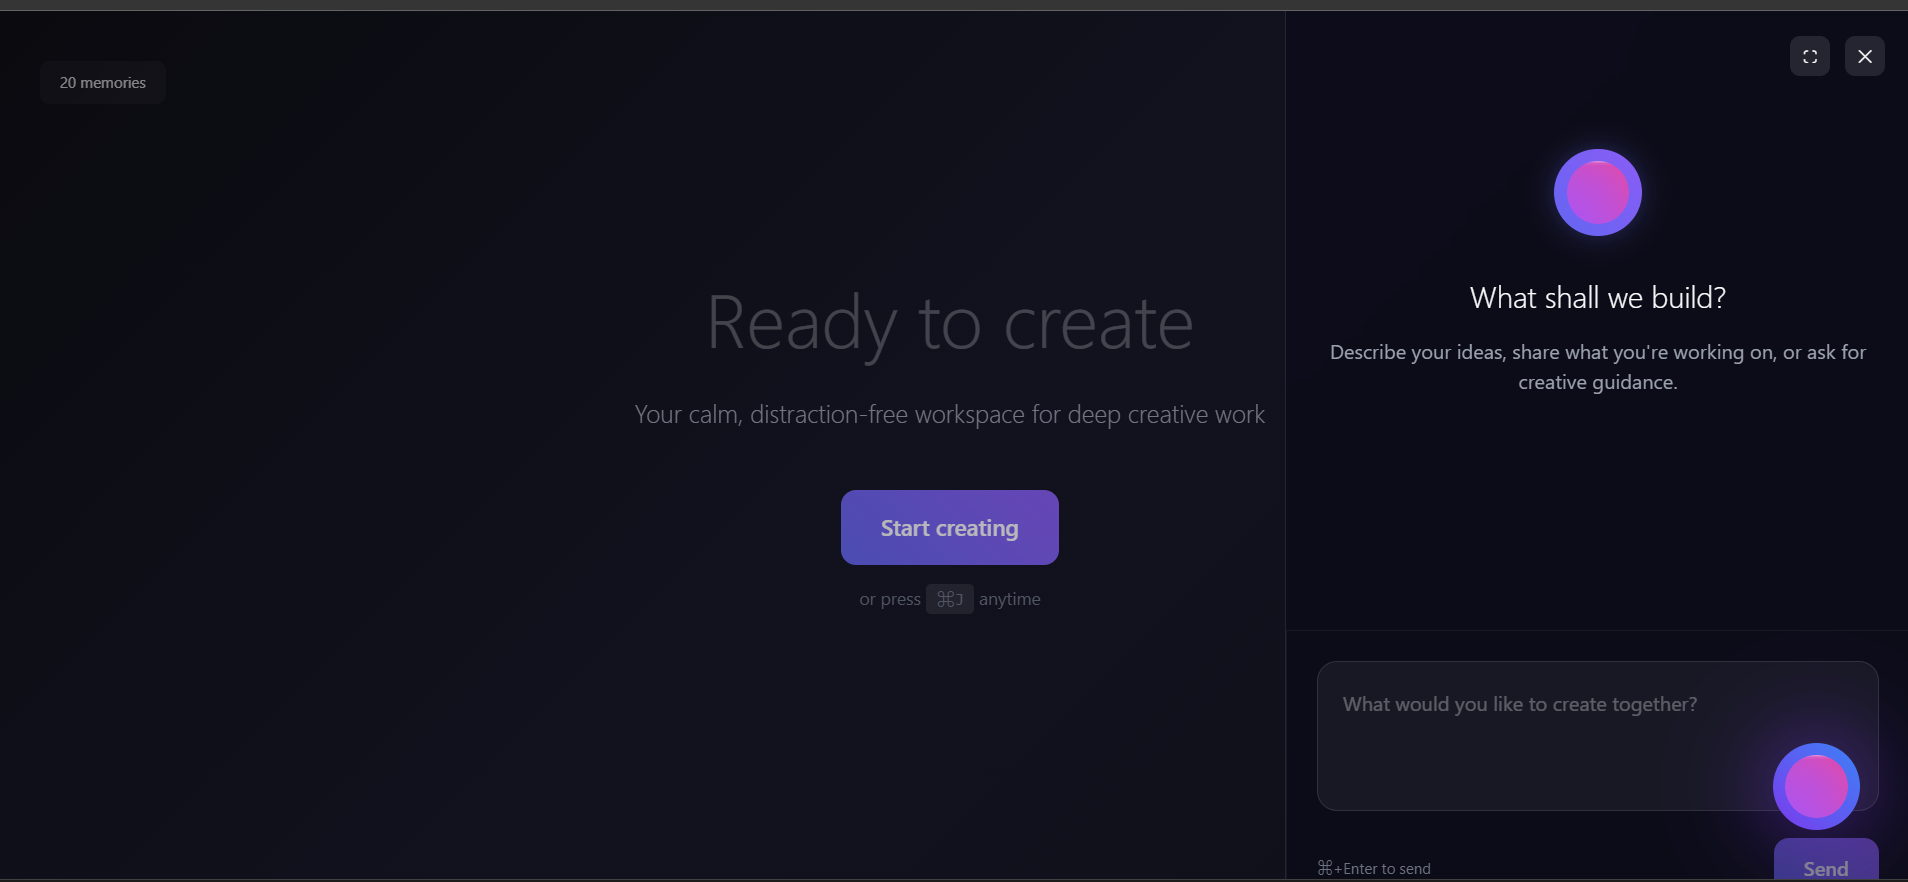 20 memories
Ready to create
Your calm, distraction-free workspace for deep creative work
Start creating
or press ⌘J anytime
What shall we build?
Describe your ideas, share what you're working on, or ask for
creative guidance.
What would you like to create together?
⌘+Enter to send
Send